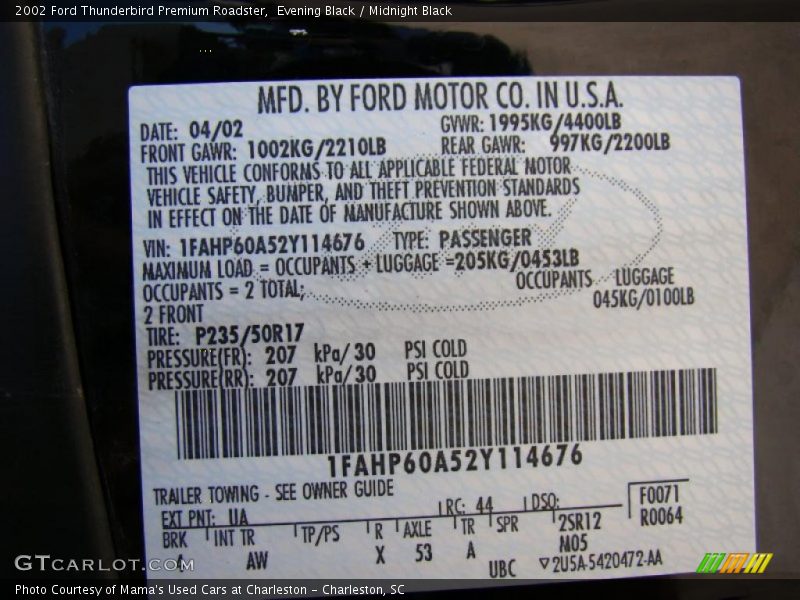 2002 Ford Thunderbird Premium Roadster, Evening Black / Midnight Black
MFD. BY FORD MOTOR CO. IN U.S.A.
DATE: 04/02 GVWR: 1995KG/4400LB
FRONT GAWR: 1002KG/2210LB REAR GAWR: 997KG/2200LB
THIS VEHICLE CONFORMS TO ALL APPLICABLE FEDERAL MOTOR
VEHICLE SAFETY, BUMPER, AND THEFT PREVENTION STANDARDS
IN EFFECT ON THE DATE OF MANUFACTURE SHOWN ABOVE.
VIN: 1FAHP60A52Y114676 TYPE: PASSENGER
MAXIMUM LOAD = OCCUPANTS + LUGGAGE =205KG/0453LB
OCCUPANTS = 2 TOTAL; OCCUPANTS LUGGAGE
2 FRONT 045KG/0100LB
TIRE: P235/50R17
PRESSURE(FR): 207 kPa/ 30 PSI COLD
PRESSURE(RR): 207 kPa/ 30 PSI COLD
1FAHP60A52Y114676
TRAILER TOWING - SEE OWNER GUIDE
EXT PNT: UA RC: 44 DSO: F0071
R0064
BRK INT TR TP/PS R AXLE TR SPR 2SR12
4 AW X 53 A M05
UBC ▽2U5A-5420472-AA
GTcarlot.com
Photo Courtesy of Mama's Used Cars at Charleston - Charleston, SC